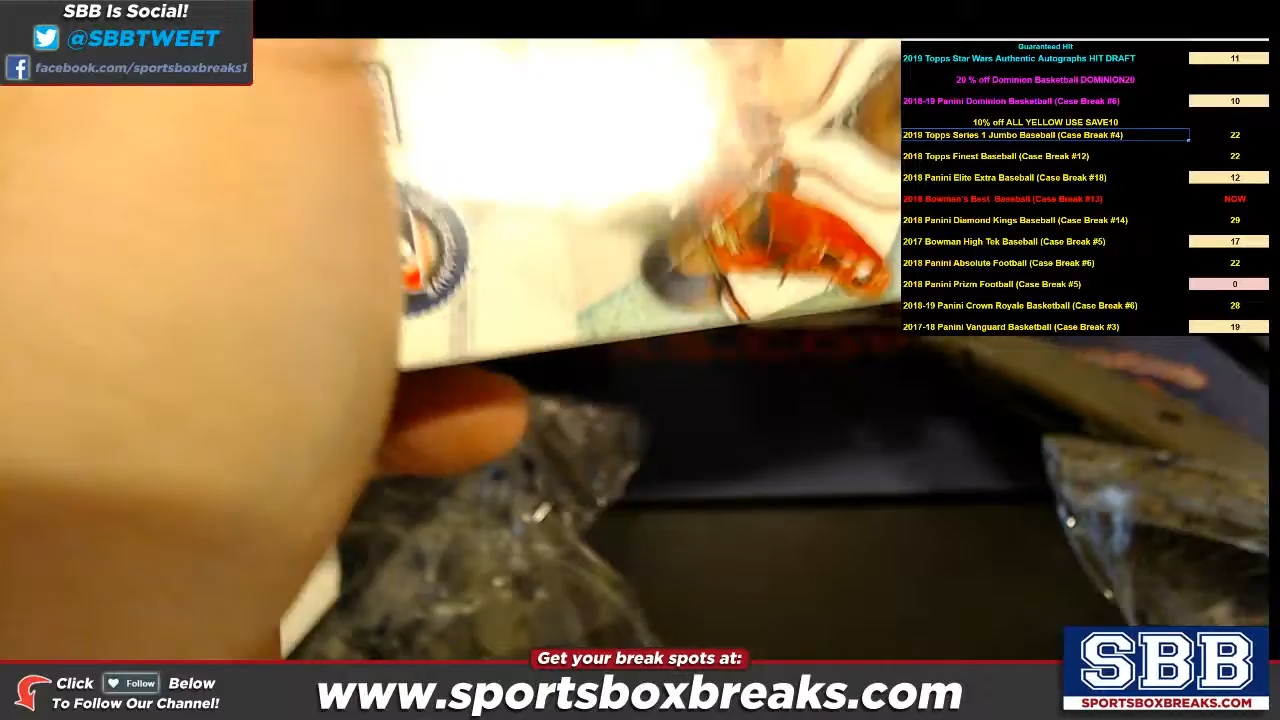 SBB Is Social!
@SBBTWEET
facebook.com/sportsboxbreaks1
Guaranteed Hit
2019 Topps Star Wars Authentic Autographs HIT DRAFT 11
20 % off Dominion Basketball DOMINION20
2018-19 Panini Dominion Basketball (Case Break #6) 10
10% off ALL YELLOW USE SAVE10
2019 Topps Series 1 Jumbo Baseball (Case Break #4) 22
2018 Topps Finest Baseball (Case Break #12) 22
2018 Panini Elite Extra Baseball (Case Break #18) 12
2018 Bowman's Best Baseball (Case Break #13) NOW
2018 Panini Diamond Kings Baseball (Case Break #14) 29
2017 Bowman High Tek Baseball (Case Break #5) 17
2018 Panini Absolute Football (Case Break #6) 22
2018 Panini Prizm Football (Case Break #5) 0
2018-19 Panini Crown Royale Basketball (Case Break #6) 28
2017-18 Panini Vanguard Basketball (Case Break #3) 19
Get your break spots at:
Click Follow Below
To Follow Our Channel!
www.sportsboxbreaks.com
SBB
SPORTSBOXBREAKS.COM